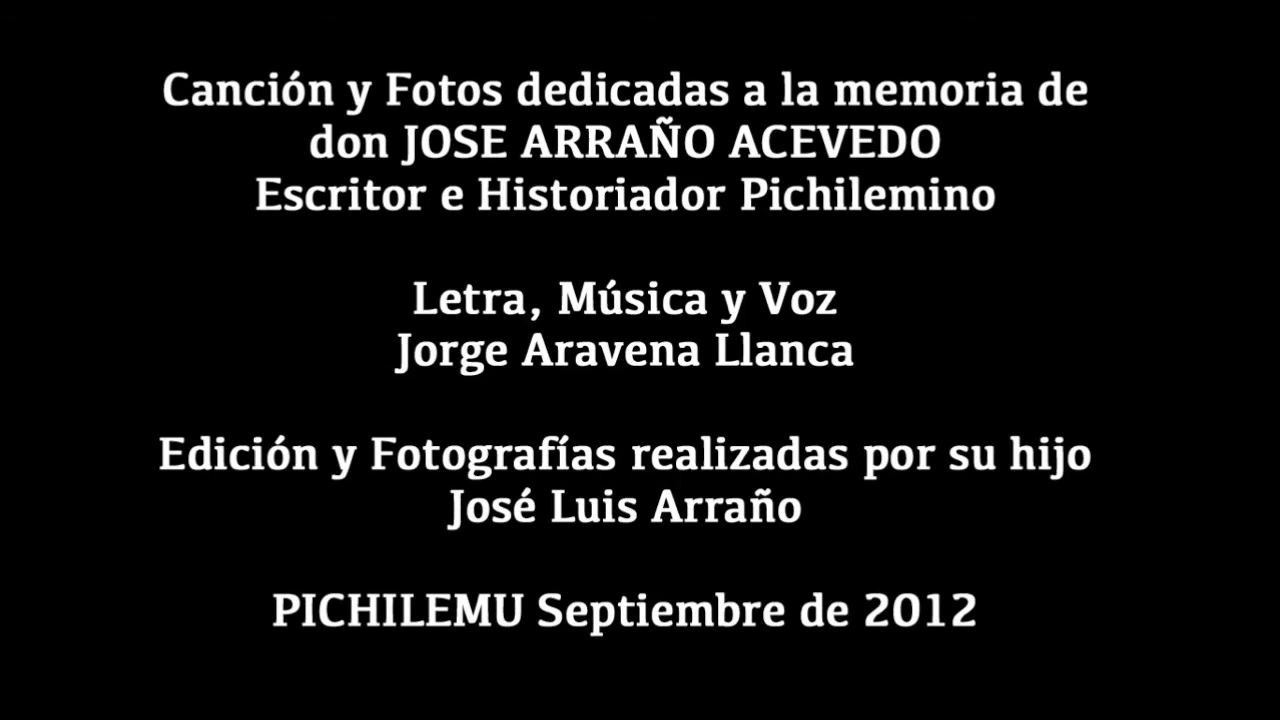 Canción y Fotos dedicadas a la memoria de
don JOSE ARRAÑO ACEVEDO
Escritor e Historiador Pichilemino
Letra, Música y Voz
Jorge Aravena Llanca
Edición y Fotografías realizadas por su hijo
José Luis Arraño
PICHILEMU Septiembre de 2012